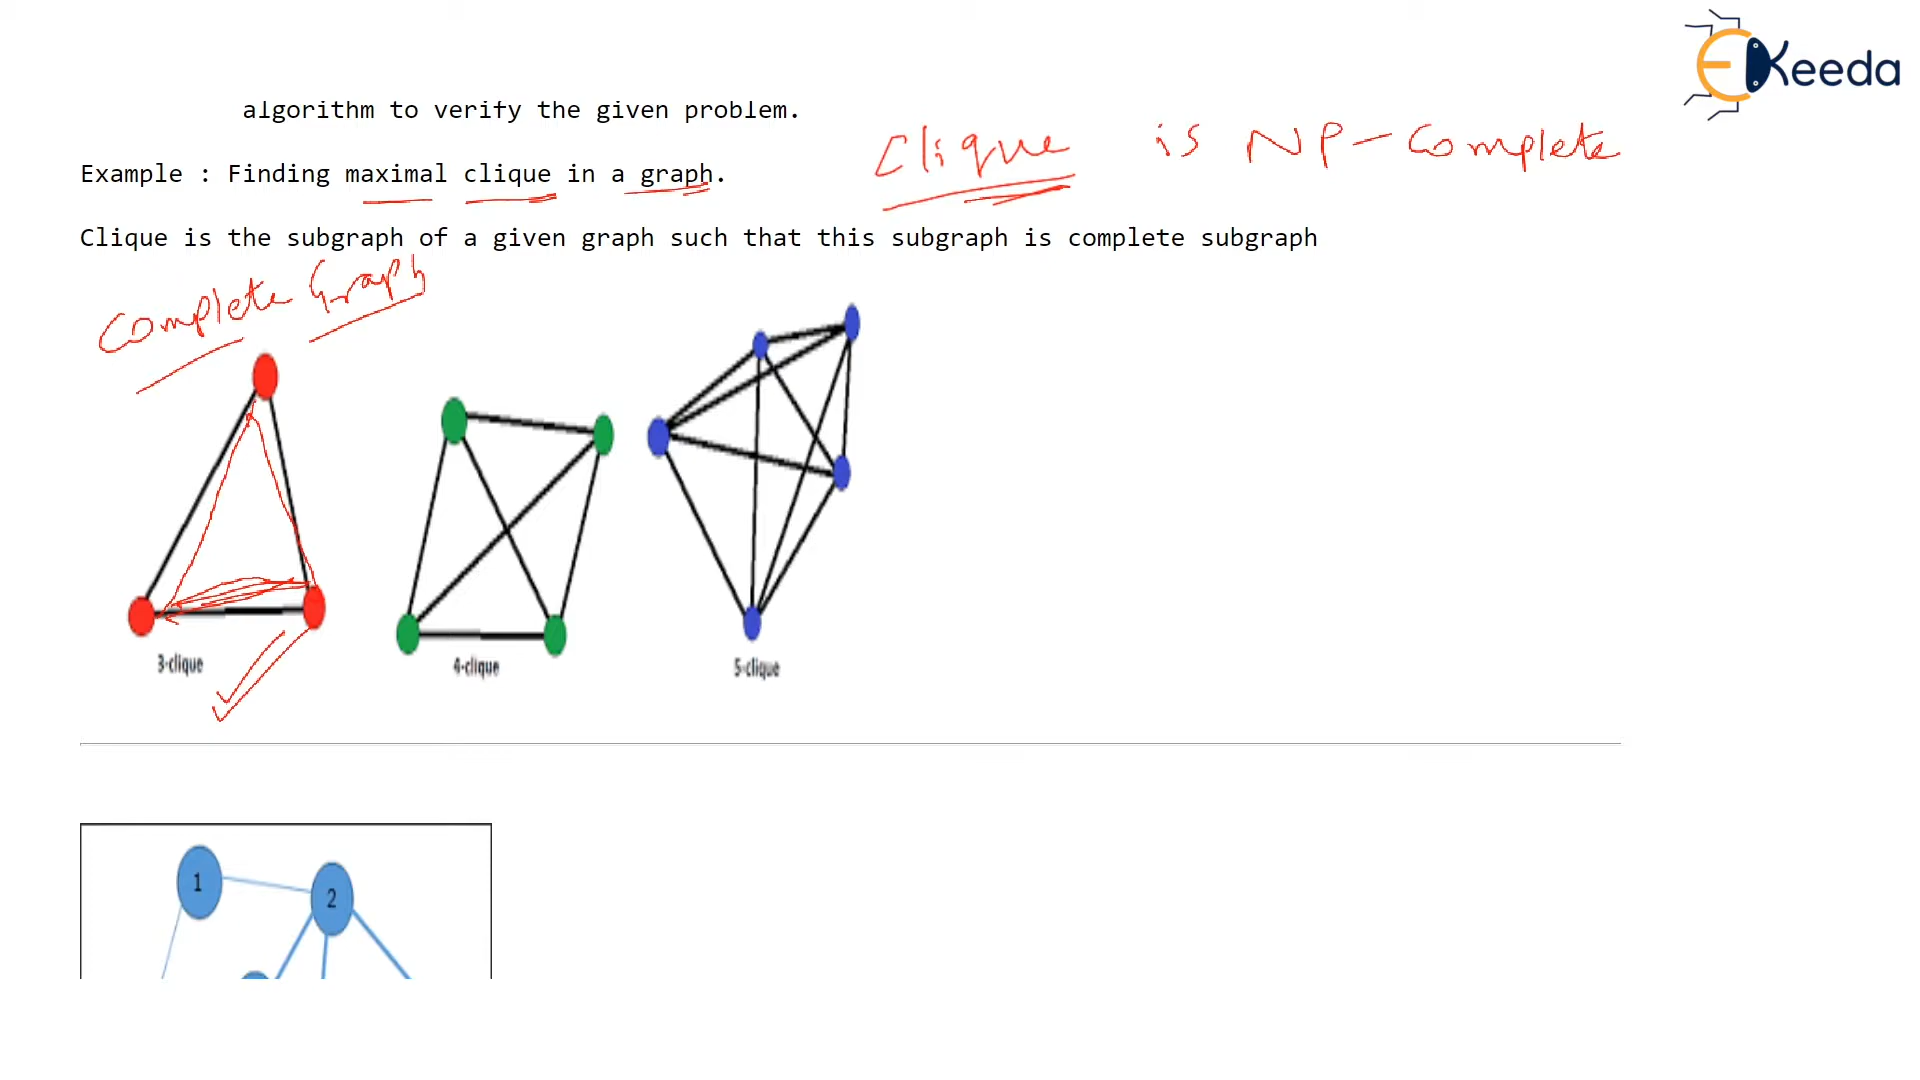 EKeeda
algorithm to verify the given problem.
Clique is NP-Complete
Example : Finding maximal clique in a graph.
Clique is the subgraph of a given graph such that this subgraph is complete subgraph
Complete Graph
3-clique
4-clique
5-clique
1
2